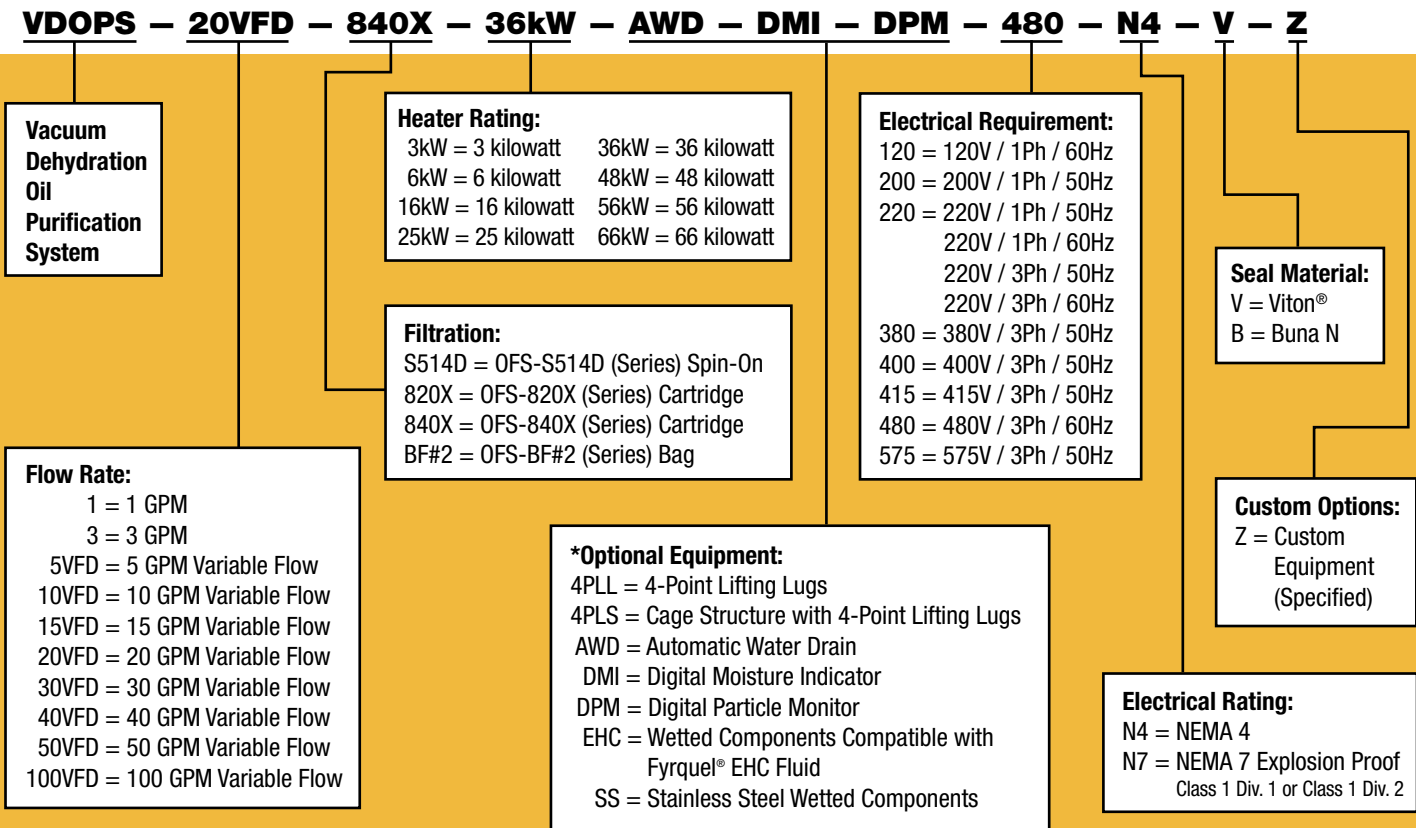 VDOPS — 20VFD — 840X — 36kW — AWD — DMI — DPM — 480 — N4 — V — Z
Vacuum
Dehydration
Oil
Purification
System
Heater Rating:
3kW = 3 kilowatt 36kW = 36 kilowatt
6kW = 6 kilowatt 48kW = 48 kilowatt
16kW = 16 kilowatt 56kW = 56 kilowatt
25kW = 25 kilowatt 66kW = 66 kilowatt
Electrical Requirement:
120 = 120V / 1Ph / 60Hz
200 = 200V / 1Ph / 50Hz
220 = 220V / 1Ph / 50Hz
220V / 1Ph / 60Hz
220V / 3Ph / 50Hz
220V / 3Ph / 60Hz
380 = 380V / 3Ph / 50Hz
400 = 400V / 3Ph / 50Hz
415 = 415V / 3Ph / 50Hz
480 = 480V / 3Ph / 60Hz
575 = 575V / 3Ph / 50Hz
Seal Material:
V = Viton®
B = Buna N
Filtration:
S514D = OFS-S514D (Series) Spin-On
820X = OFS-820X (Series) Cartridge
840X = OFS-840X (Series) Cartridge
BF#2 = OFS-BF#2 (Series) Bag
Flow Rate:
1 = 1 GPM
3 = 3 GPM
5VFD = 5 GPM Variable Flow
10VFD = 10 GPM Variable Flow
15VFD = 15 GPM Variable Flow
20VFD = 20 GPM Variable Flow
30VFD = 30 GPM Variable Flow
40VFD = 40 GPM Variable Flow
50VFD = 50 GPM Variable Flow
100VFD = 100 GPM Variable Flow
*Optional Equipment:
4PLL = 4-Point Lifting Lugs
4PLS = Cage Structure with 4-Point Lifting Lugs
AWD = Automatic Water Drain
DMI = Digital Moisture Indicator
DPM = Digital Particle Monitor
EHC = Wetted Components Compatible with
Fyrquel® EHC Fluid
SS = Stainless Steel Wetted Components
Custom Options:
Z = Custom
Equipment
(Specified)
Electrical Rating:
N4 = NEMA 4
N7 = NEMA 7 Explosion Proof
Class 1 Div. 1 or Class 1 Div. 2